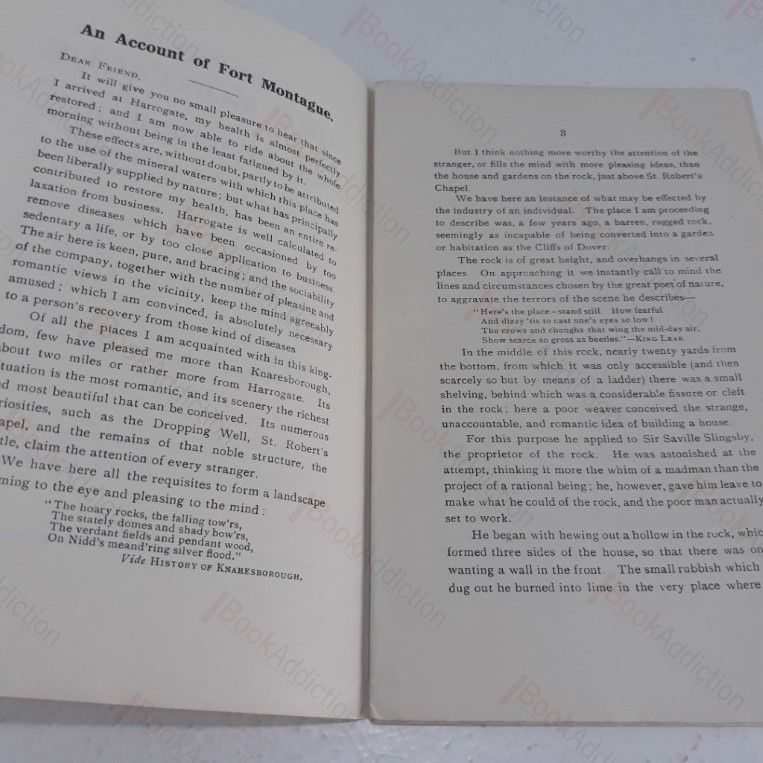 An Account of Fort Montague.
DEAR FRIEND,
It will give you no small pleasure to hear that since
I arrived at Harrogate, my health is almost perfectly
restored; and I am now able to ride about the whole
morning without being in the least fatigued by it.
These effects are, without doubt, partly to be attributed
to the use of the mineral waters with which this place has
been liberally supplied by nature; but what has principally
contributed to restore my health, has been an entire re-
laxation from business. Harrogate is well calculated to
remove diseases which have been occasioned by too
sedentary a life, or by too close application to business.
The air here is keen, pure, and bracing; and the sociability
of the company, together with the number of pleasing and
romantic views in the vicinity, keep the mind agreeably
amused; which I am convinced, is absolutely necessary
to a person's recovery from those kind of diseases
Of all the places I am acquainted with in this king-
dom, few have pleased me more than Knaresborough,
about two miles or rather more from Harrogate. Its
tuation is the most romantic, and its scenery the richest
d most beautiful that can be conceived. Its numerous
riosities, such as the Dropping Well, St. Robert's
apel, and the remains of that noble structure, the
tle, claim the attention of every stranger.
We have here all the requisites to form a landscape
ming to the eye and pleasing to the mind:
"The hoary rocks, the falling tow'rs,
The stately domes and shady bow'rs,
The verdant fields and pendant wood,
On Nidd's meand'ring silver flood."
Vide HISTORY OF KNARESBOROUGH.
3
But I think nothing more worthy the attention of the
stranger, or fills the mind with more pleasing ideas, than
the house and gardens on the rock, just above St. Robert's
Chapel.
We have here an instance of what may be effected by
the industry of an individual. The place I am proceeding
to describe was, a few years ago, a barren, rugged rock,
seemingly as incapable of being converted into a garden
or habitation as the Cliffs of Dover.
The rock is of great height, and overhangs in several
places. On approaching it we instantly call to mind the
lines and circumstances chosen by the great poet of nature,
to aggravate the terrors of the scene he describes—
"Here's the place—stand still How fearful
And dizzy 'tis to cast one's eyes so low!
The crows and choughs that wing the mid-day air,
Show scarce so gross as beetles."—KING LEAR.
In the middle of this rock, nearly twenty yards from
the bottom, from which it was only accessible (and then
scarcely so but by means of a ladder) there was a small
shelving, behind which was a considerable fissure or cleft
in the rock; here a poor weaver conceived the strange,
unaccountable, and romantic idea of building a house.
For this purpose he applied to Sir Saville Slingsby,
the proprietor of the rock. He was astonished at the
attempt, thinking it more the whim of a madman than the
project of a rational being; he, however, gave him leave to
make what he could of the rock, and the poor man actually
set to work.
He began with hewing out a hollow in the rock, whic
formed three sides of the house, so that there was on
wanting a wall in the front. The small rubbish which
dug out he burned into lime in the very place where
BookAddiction